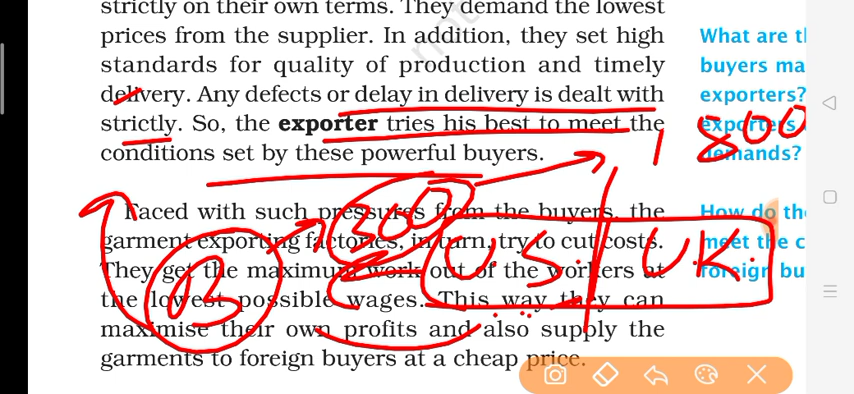 strictly on their own terms. They demand the lowest
prices from the supplier. In addition, they set high
standards for quality of production and timely
delivery. Any defects or delay in delivery is dealt with
strictly. So, the exporter tries his best to meet the
conditions set by these powerful buyers.
Faced with such pressures from the buyers, the
garment exporting factories, in turn, try to cut costs.
They get the maximum work out of the workers at
the lowest possible wages. This way they can
maximise their own profits and also supply the
garments to foreign buyers at a cheap price.
What are
buyers
exporters?
exporters
demands?
How do
meet the
foreign
1800
300
B
U.S.
U.K.